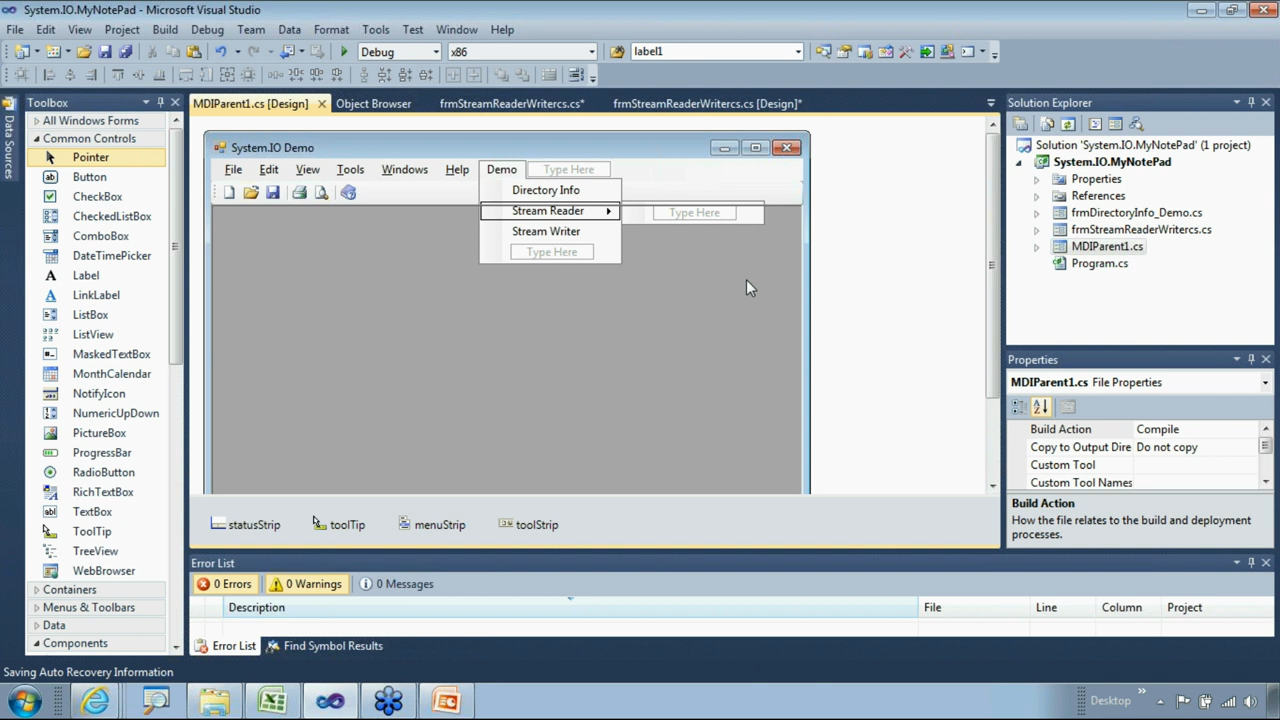 System.IO.MyNotePad - Microsoft Visual Studio
File Edit View Project Build Debug Team Data Format Tools Test Window Help
Debug x86 label1
Data Sources
Toolbox
All Windows Forms
Common Controls
Pointer
Button
CheckBox
CheckedListBox
ComboBox
DateTimePicker
Label
LinkLabel
ListBox
ListView
MaskedTextBox
MonthCalendar
NotifyIcon
NumericUpDown
PictureBox
ProgressBar
RadioButton
RichTextBox
TextBox
ToolTip
TreeView
WebBrowser
Containers
Menus & Toolbars
Data
Components
MDIParent1.cs [Design] Object Browser frmStreamReaderWritercs.cs* frmStreamReaderWritercs.cs [Design]*
System.IO Demo
File Edit View Tools Windows Help Demo Type Here
Directory Info
Stream Reader Type Here
Stream Writer
Type Here
statusStrip toolTip menuStrip toolStrip
Error List
0 Errors 0 Warnings 0 Messages
Description File Line Column Project
Error List Find Symbol Results
Solution Explorer
Solution 'System.IO.MyNotePad' (1 project)
System.IO.MyNotePad
Properties
References
frmDirectoryInfo_Demo.cs
frmStreamReaderWritercs.cs
MDIParent1.cs
Program.cs
Properties
MDIParent1.cs File Properties
Build Action Compile
Copy to Output Dire Do not copy
Custom Tool
Custom Tool Names
Build Action
How the file relates to the build and deployment
processes.
Saving Auto Recovery Information
Desktop